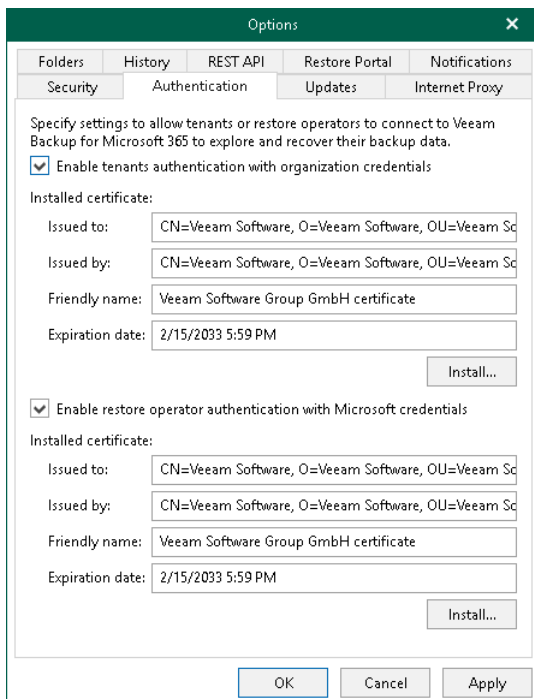 Options
Folders History REST API Restore Portal Notifications
Security Authentication Updates Internet Proxy
Specify settings to allow tenants or restore operators to connect to Veeam
Backup for Microsoft 365 to explore and recover their backup data.
Enable tenants authentication with organization credentials
Installed certificate:
Issued to: CN=Veeam Software, O=Veeam Software, OU=Veeam Sc
Issued by: CN=Veeam Software, O=Veeam Software, OU=Veeam Sc
Friendly name: Veeam Software Group GmbH certificate
Expiration date: 2/15/2033 5:59 PM
Install...
Enable restore operator authentication with Microsoft credentials
Installed certificate:
Issued to: CN=Veeam Software, O=Veeam Software, OU=Veeam Sc
Issued by: CN=Veeam Software, O=Veeam Software, OU=Veeam Sc
Friendly name: Veeam Software Group GmbH certificate
Expiration date: 2/15/2033 5:59 PM
Install...
OK Cancel Apply